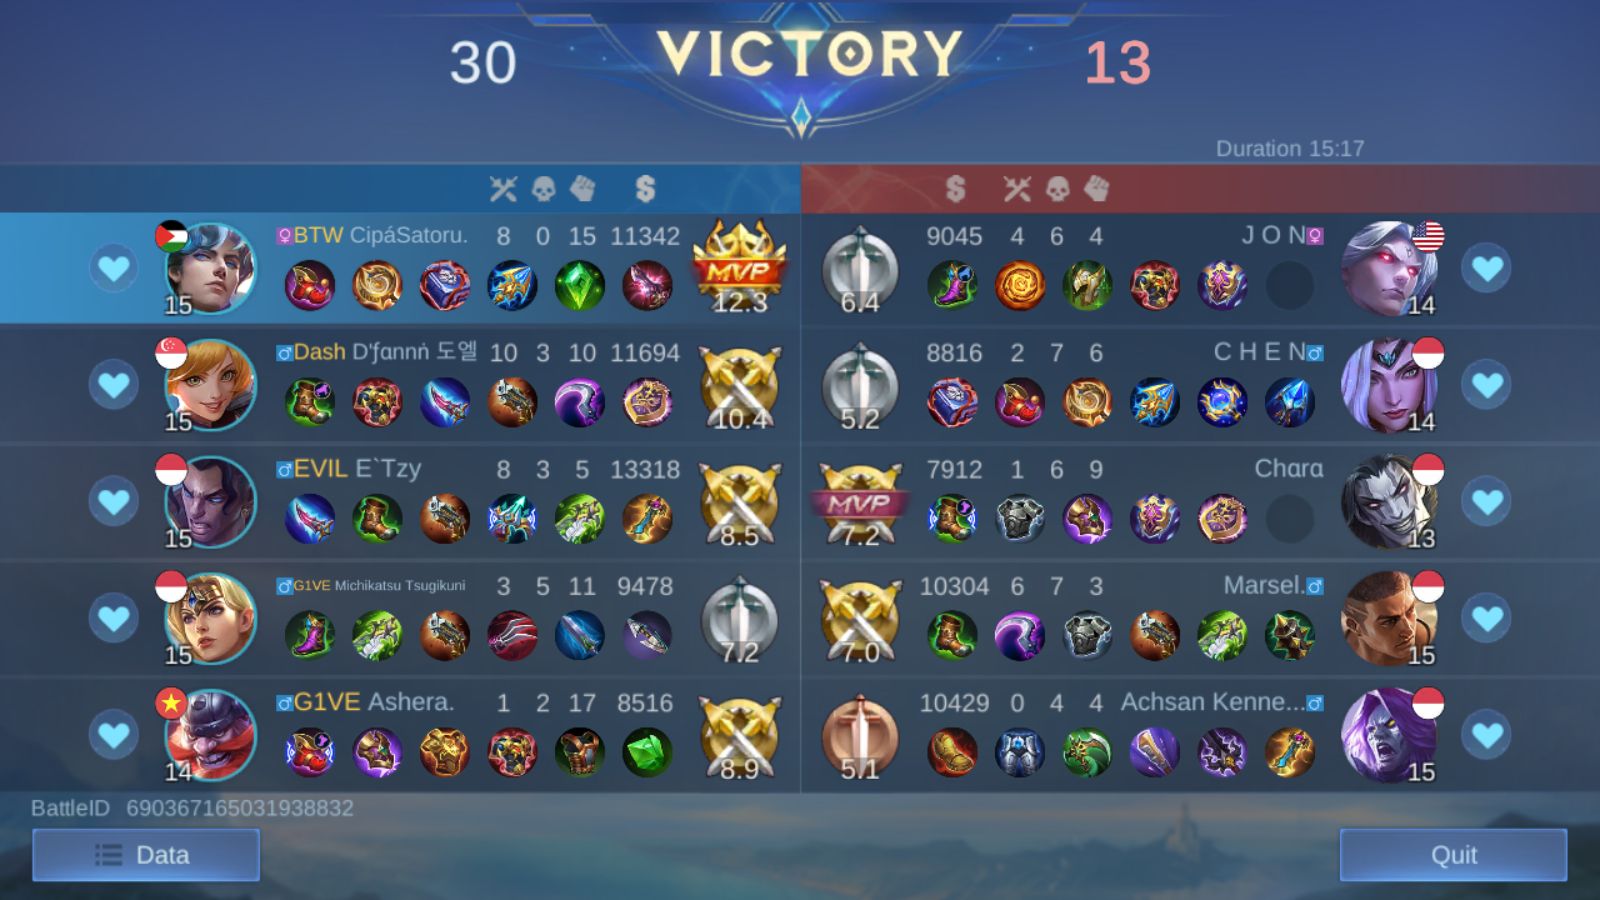 30 VICTORY 13
Duration 15:17
BTW CipáSatoru. 8 0 15 11342
15 MVP 12.3
9045 4 6 4 J O N
6.4 14
Dash D'ƒannṅ 도엘 10 3 10 11694
15 10.4
8816 2 7 6 C H E N
5.2 14
EVIL E`Tzy 8 3 5 13318
15 8.5
7912 1 6 9 Chara
MVP 7.2 13
G1VE Michikatsu Tsugikuni 3 5 11 9478
15 7.2
10304 6 7 3 Marsel.
7.0 15
G1VE Ashera. 1 2 17 8516
14 8.9
10429 0 4 4 Achsan Kenne...
5.1 15
BattleID 690367165031938832
Data
Quit